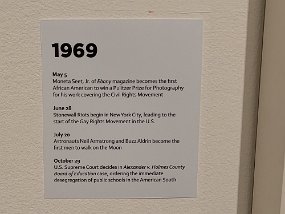 1969
May 5
Moneta Sleet, Jr. of Ebony magazine becomes the first
African American to win a Pulitzer Prize for Photography
for his work covering the Civil Rights Movement
June 28
Stonewall Riots begin in New York City, leading to the
start of the Gay Rights Movement in the U.S.
July 20
Astronauts Neil Armstrong and Buzz Aldrin become the
first men to walk on the Moon
October 29
U.S. Supreme Court decides in Alexander v. Holmes County
Board of Education case, ordering the immediate
desegregation of public schools in the American South